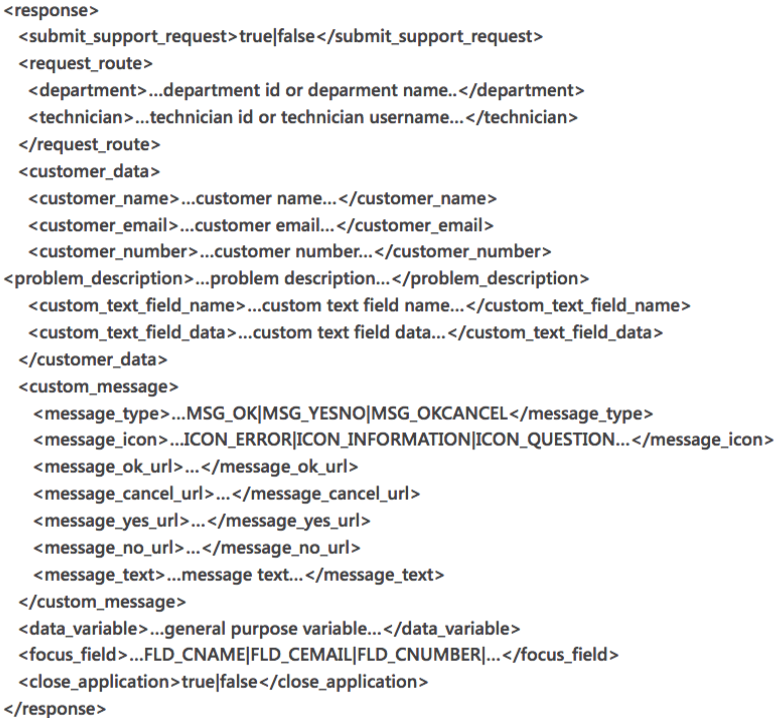 <response>
<submit_support_request>true|false</submit_support_request>
<request_route>
<department>...department id or deparment name..</department>
<technician>...technician id or technician username...</technician>
</request_route>
<customer_data>
<customer_name>...customer name...</customer_name>
<customer_email>...customer email...</customer_email>
<customer_number>...customer number...</customer_number>
<problem_description>...problem description...</problem_description>
<custom_text_field_name>...custom text field name...</custom_text_field_name>
<custom_text_field_data>...custom text field data...</custom_text_field_data>
</customer_data>
<custom_message>
<message_type>...MSG_OK|MSG_YESNO|MSG_OKCANCEL</message_type>
<message_icon>...ICON_ERROR|ICON_INFORMATION|ICON_QUESTION...</message_icon>
<message_ok_url>...</message_ok_url>
<message_cancel_url>...</message_cancel_url>
<message_yes_url>...</message_yes_url>
<message_no_url>...</message_no_url>
<message_text>...message text...</message_text>
</custom_message>
<data_variable>...general purpose variable...</data_variable>
<focus_field>...FLD_CNAME|FLD_CEMAIL|FLD_CNUMBER|...</focus_field>
<close_application>true|false</close_application>
</response>